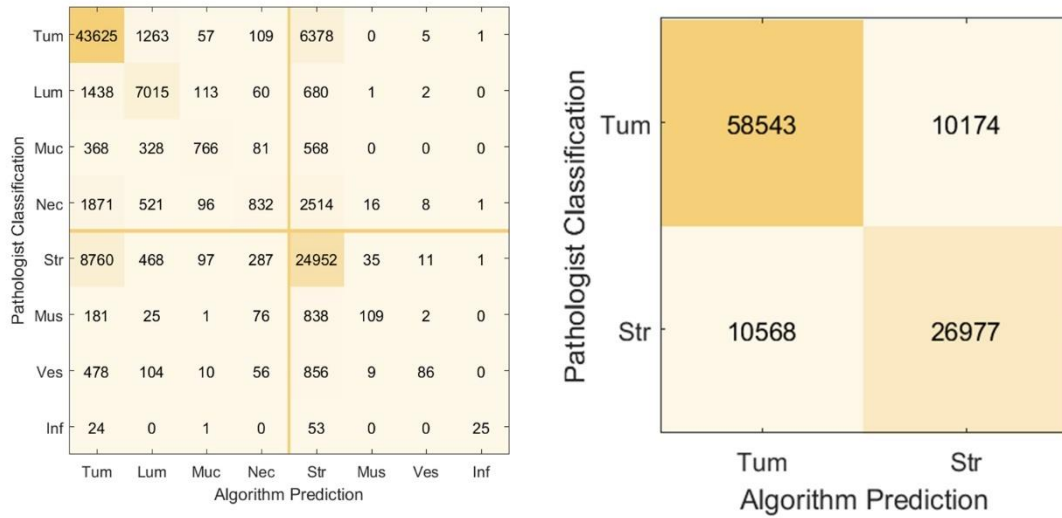 Pathologist Classification
Tum 43625 1263 57 109 6378 0 5 1
Lum 1438 7015 113 60 680 1 2 0
Muc 368 328 766 81 568 0 0 0
Nec 1871 521 96 832 2514 16 8 1
Str 8760 468 97 287 24952 35 11 1
Mus 181 25 1 76 838 109 2 0
Ves 478 104 10 56 856 9 86 0
Inf 24 0 1 0 53 0 0 25
Tum Lum Muc Nec Str Mus Ves Inf
Algorithm Prediction
Pathologist Classification
Tum 58543 10174
Str 10568 26977
Tum Str
Algorithm Prediction